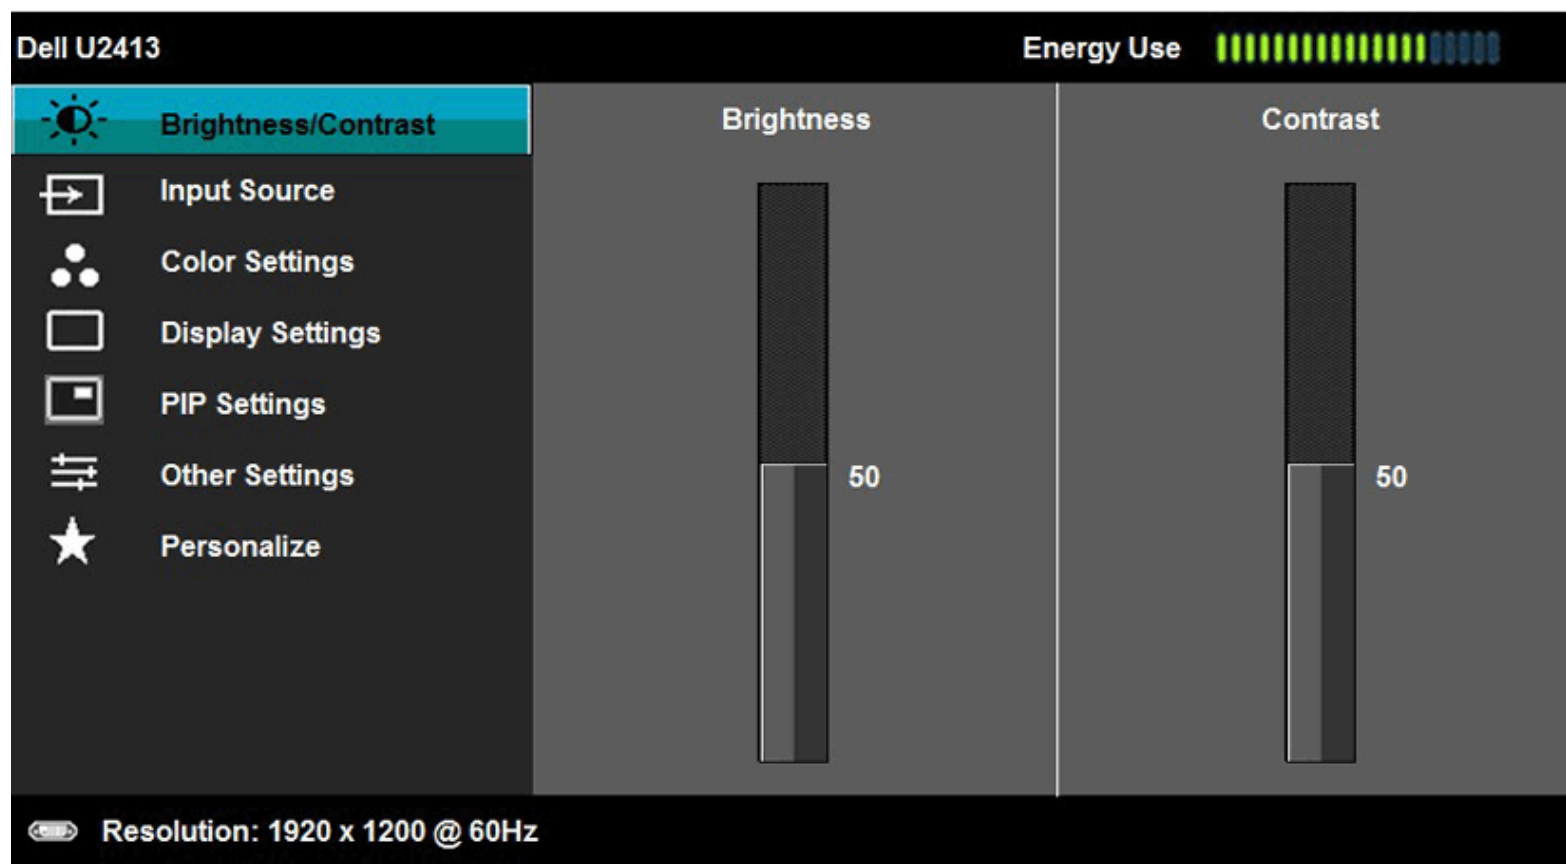 Dell U2413
Energy Use
Brightness/Contrast
Input Source
Color Settings
Display Settings
PIP Settings
Other Settings
Personalize
Brightness
50
Contrast
50
Resolution: 1920 x 1200 @ 60Hz